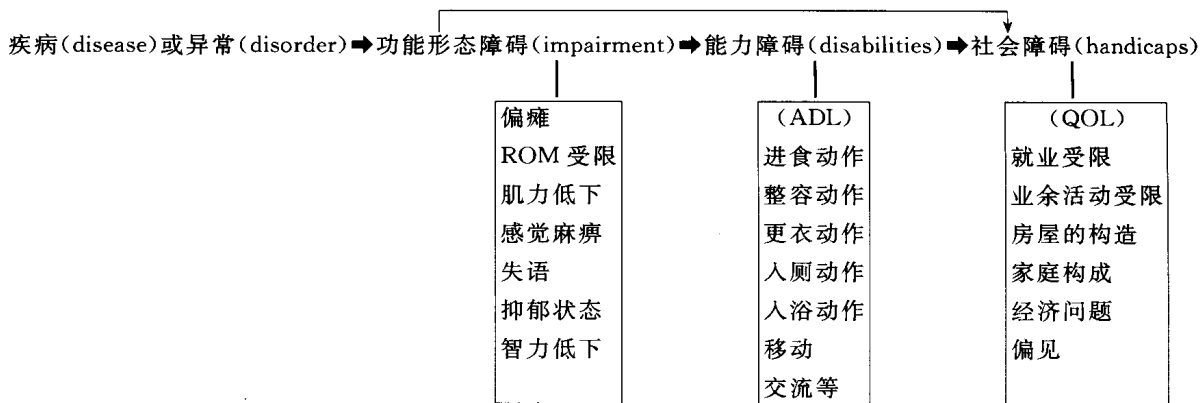 疾病(disease)或异常(disorder)➡功能形态障碍(impairment)➡能力障碍(disabilities)➡社会障碍(handicaps)
偏瘫
ROM 受限
肌力低下
感觉麻痹
失语
抑郁状态
智力低下
(ADL)
进食动作
整容动作
更衣动作
入厕动作
入浴动作
移动
交流等
(QOL)
就业受限
业余活动受限
房屋的构造
家庭构成
经济问题
偏见